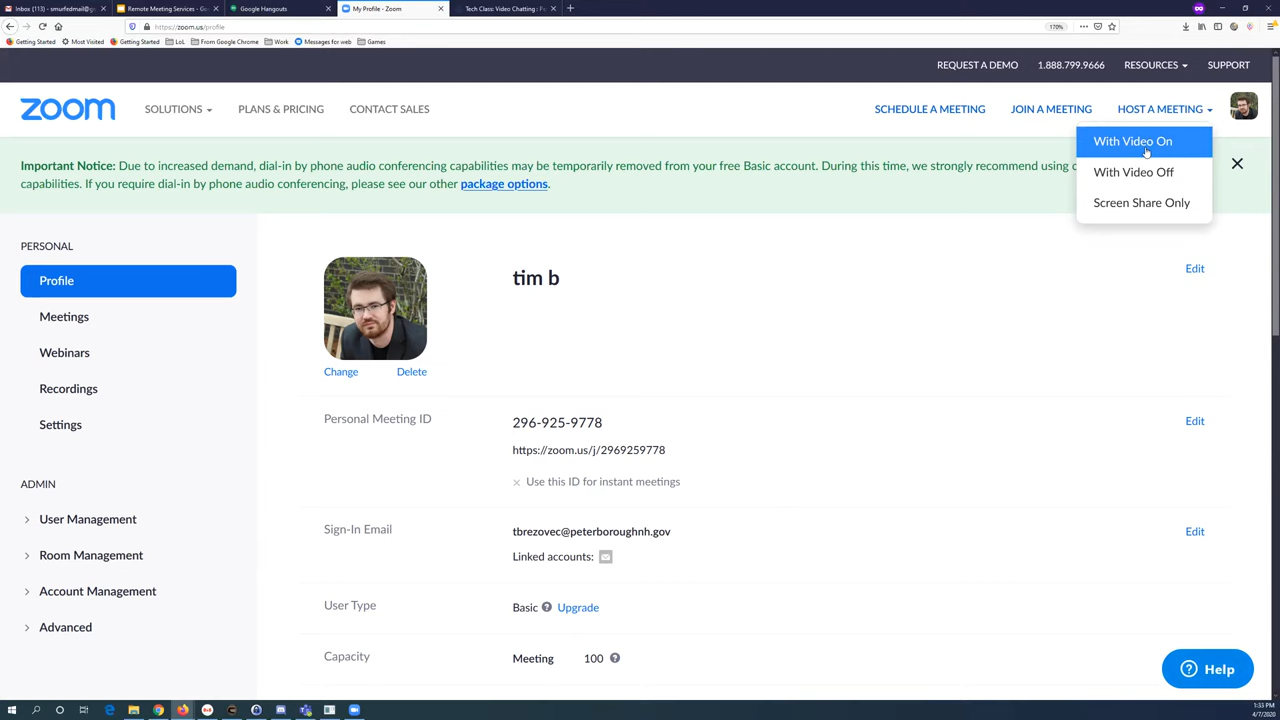 Inbox (113) - smurfedmail@g
Remote Meeting Services - Go
Google Hangouts
My Profile - Zoom
Tech Class: Video Chatting : Pe
https://zoom.us/profile
170%
Getting Started
Most Visited
Getting Started
LoL
From Google Chrome
Work
Messages for web
Games
REQUEST A DEMO
1.888.799.9666
RESOURCES
SUPPORT
zoom
SOLUTIONS
PLANS & PRICING
CONTACT SALES
SCHEDULE A MEETING
JOIN A MEETING
HOST A MEETING
With Video On
With Video Off
Screen Share Only
Important Notice: Due to increased demand, dial-in by phone audio conferencing capabilities may be temporarily removed from your free Basic account. During this time, we strongly recommend using c
capabilities. If you require dial-in by phone audio conferencing, please see our other package options.
PERSONAL
Profile
Meetings
Webinars
Recordings
Settings
ADMIN
User Management
Room Management
Account Management
Advanced
tim b
Edit
Change
Delete
Personal Meeting ID
296-925-9778
Edit
https://zoom.us/j/2969259778
Use this ID for instant meetings
Sign-In Email
tbrezovec@peterboroughnh.gov
Edit
Linked accounts:
User Type
Basic
Upgrade
Capacity
Meeting
100
Help
1:33 PM
4/7/2020